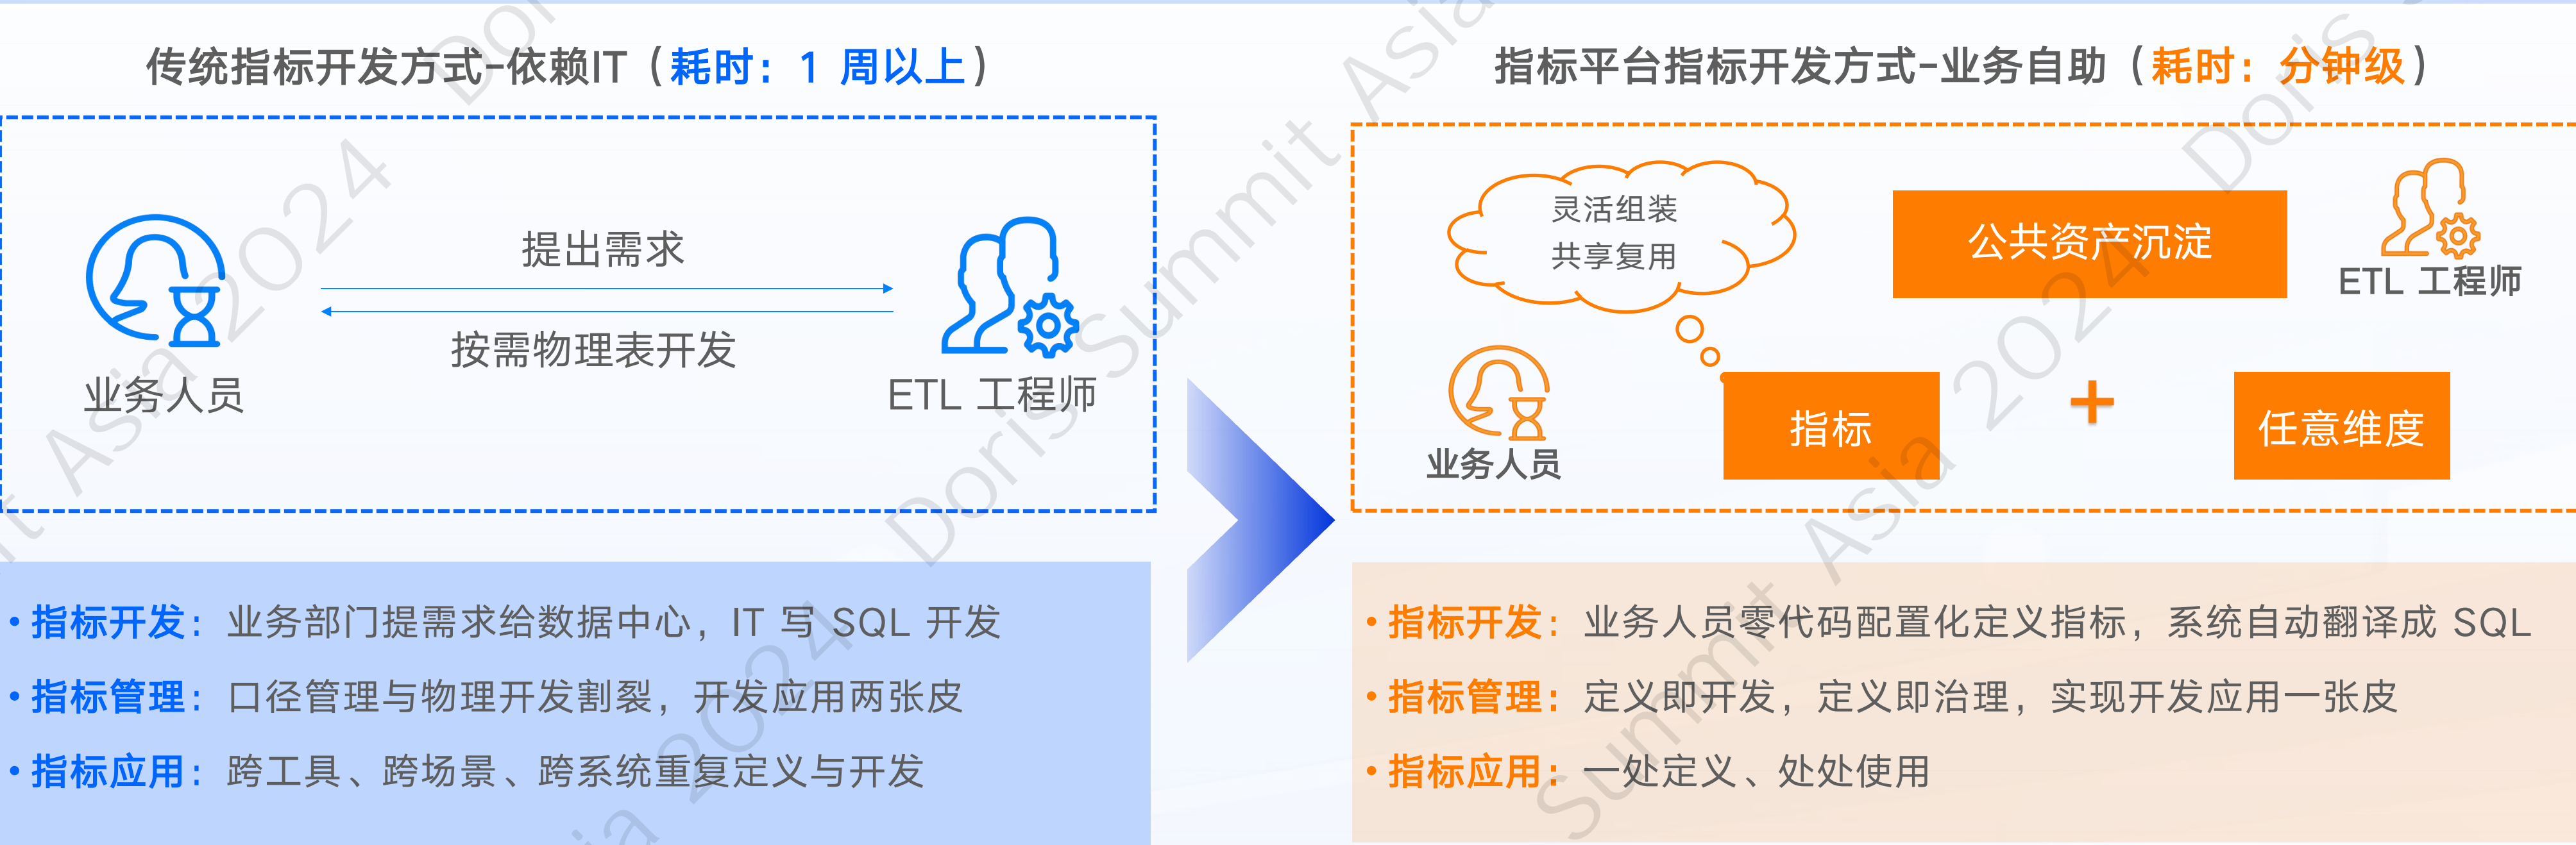 传统指标开发方式-依赖IT（耗时：1 周以上）
提出需求
按需物理表开发
业务人员
ETL 工程师
• 指标开发：业务部门提需求给数据中心，IT 写 SQL 开发
• 指标管理：口径管理与物理开发割裂，开发应用两张皮
• 指标应用：跨工具、跨场景、跨系统重复定义与开发
指标平台指标开发方式-业务自助（耗时：分钟级）
灵活组装
共享复用
公共资产沉淀
ETL 工程师
业务人员
指标
+
任意维度
• 指标开发：业务人员零代码配置化定义指标，系统自动翻译成 SQL
• 指标管理：定义即开发，定义即治理，实现开发应用一张皮
• 指标应用：一处定义、处处使用
Doris Summit Asia 2024